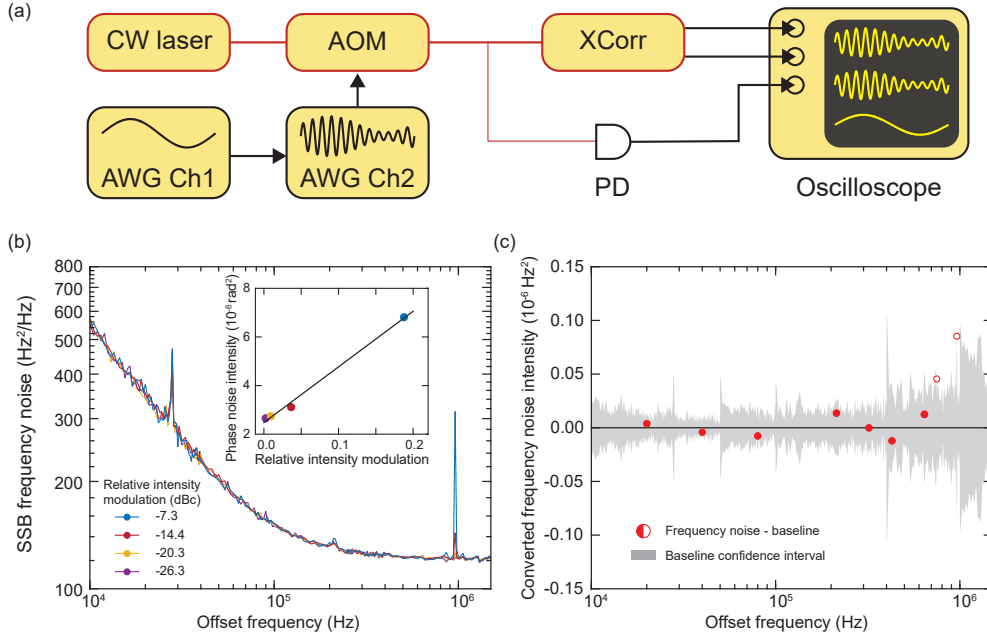 (a)
CW laser
AOM
XCorr
AWG Ch1
AWG Ch2
PD
Oscilloscope
(b)
800
700
600
500
400
300
200
100
SSB frequency noise (Hz²/Hz)
10⁴
10⁵
10⁶
Offset frequency (Hz)
Phase noise intensity (10⁻⁶ rad²)
8
6
4
2
0.0
0.1
0.2
Relative intensity modulation
Relative intensity
modulation (dBc)
-7.3
-14.4
-20.3
-26.3
(c)
Converted frequency noise intensity (10⁻⁶ Hz²)
0.15
0.10
0.05
0.00
-0.05
-0.10
-0.15
Frequency noise - baseline
Baseline confidence interval
10⁴
10⁵
10⁶
Offset frequency (Hz)